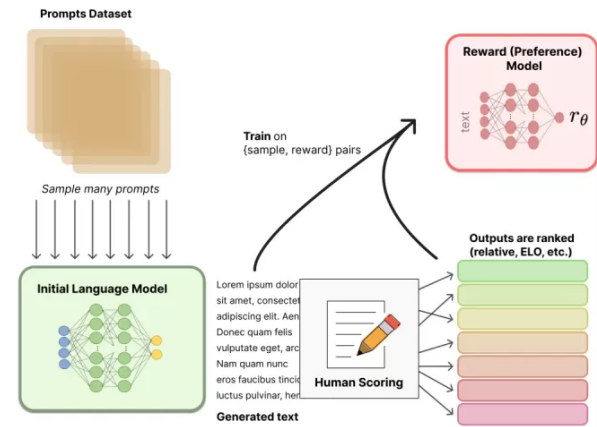 Prompts Dataset
Sample many prompts
Initial Language Model
Train on
{sample, reward} pairs
Reward (Preference)
Model
text
rθ
Lorem ipsum dolor
sit amet, consectet
adipiscing elit. Aen
Donec quam felis
vulputate eget, arc
Nam quam nunc
eros faucibus tincid
luctus pulvinar, hen
Generated text
Human Scoring
Outputs are ranked
(relative, ELO, etc.)